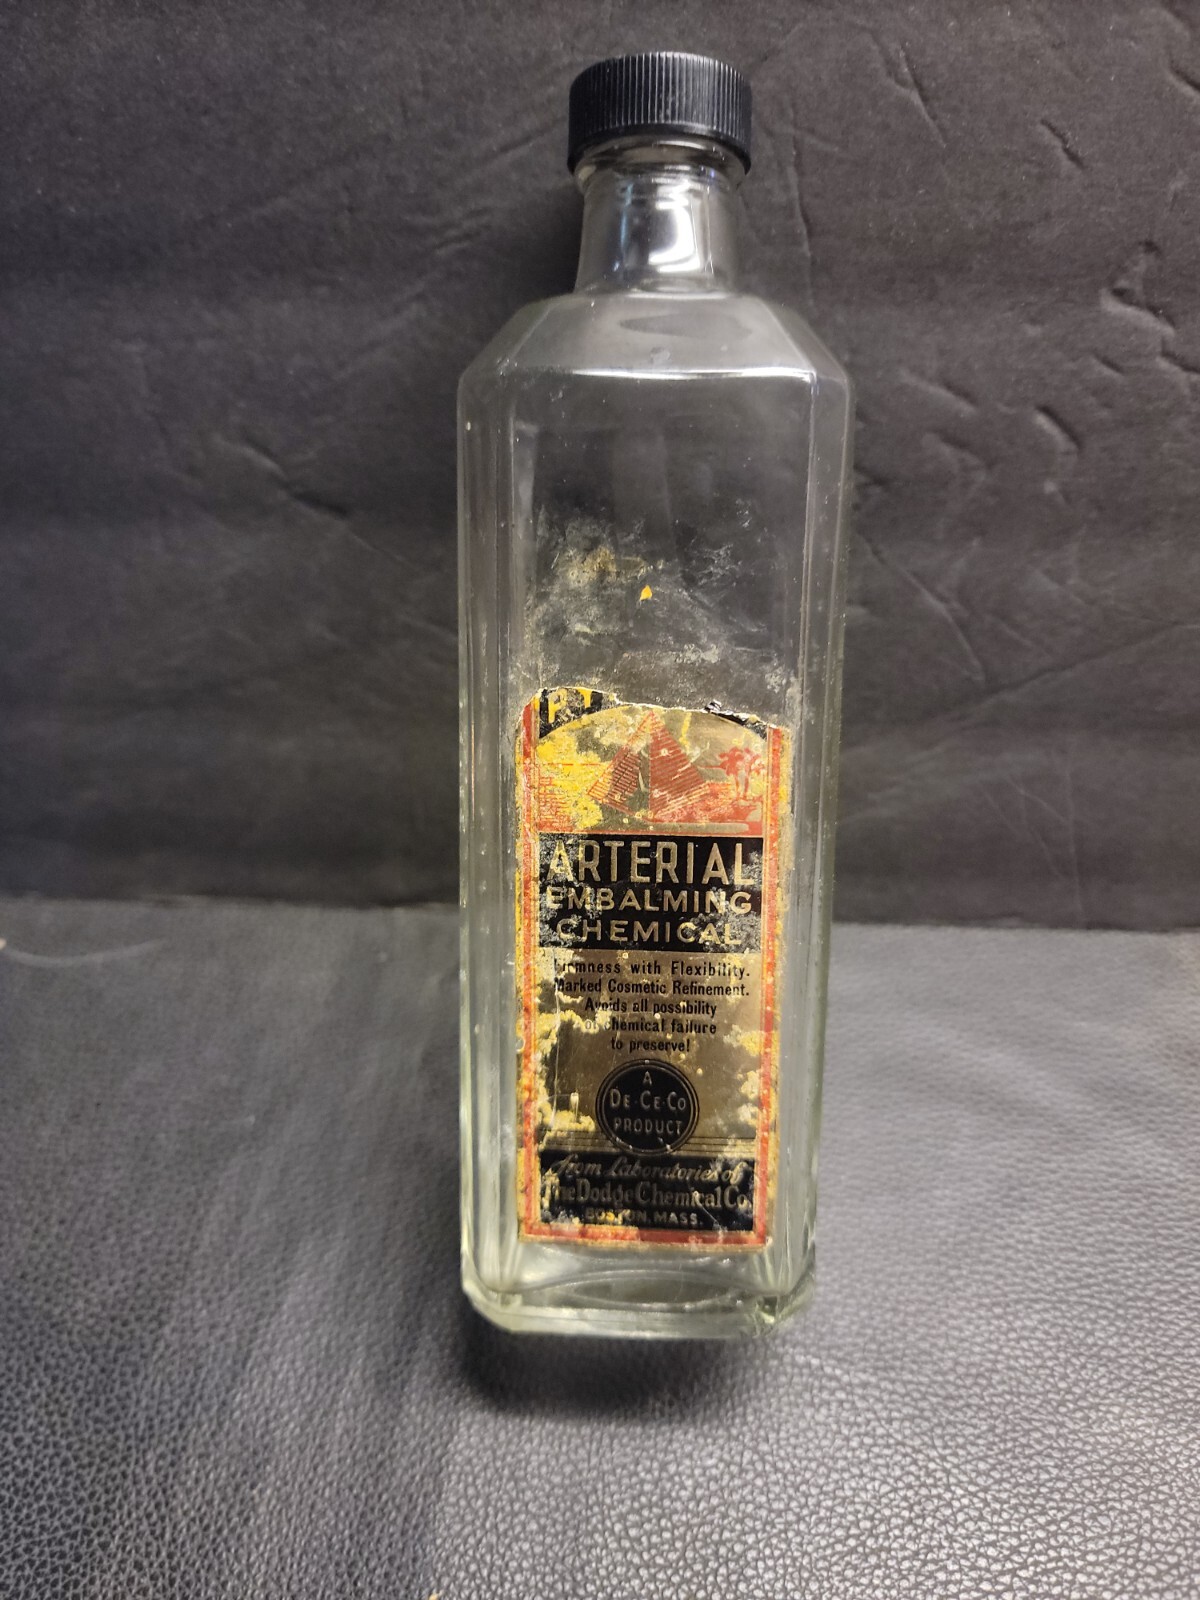 ARTERIAL
EMBALMING
CHEMICAL
Firmness with Flexibility.
Marked Cosmetic Refinement.
Avoids all possibility
of chemical failure
to preserve!
A
DE·CE·CO
PRODUCT
from Laboratories of
The Dodge Chemical Co.
BOSTON, MASS.